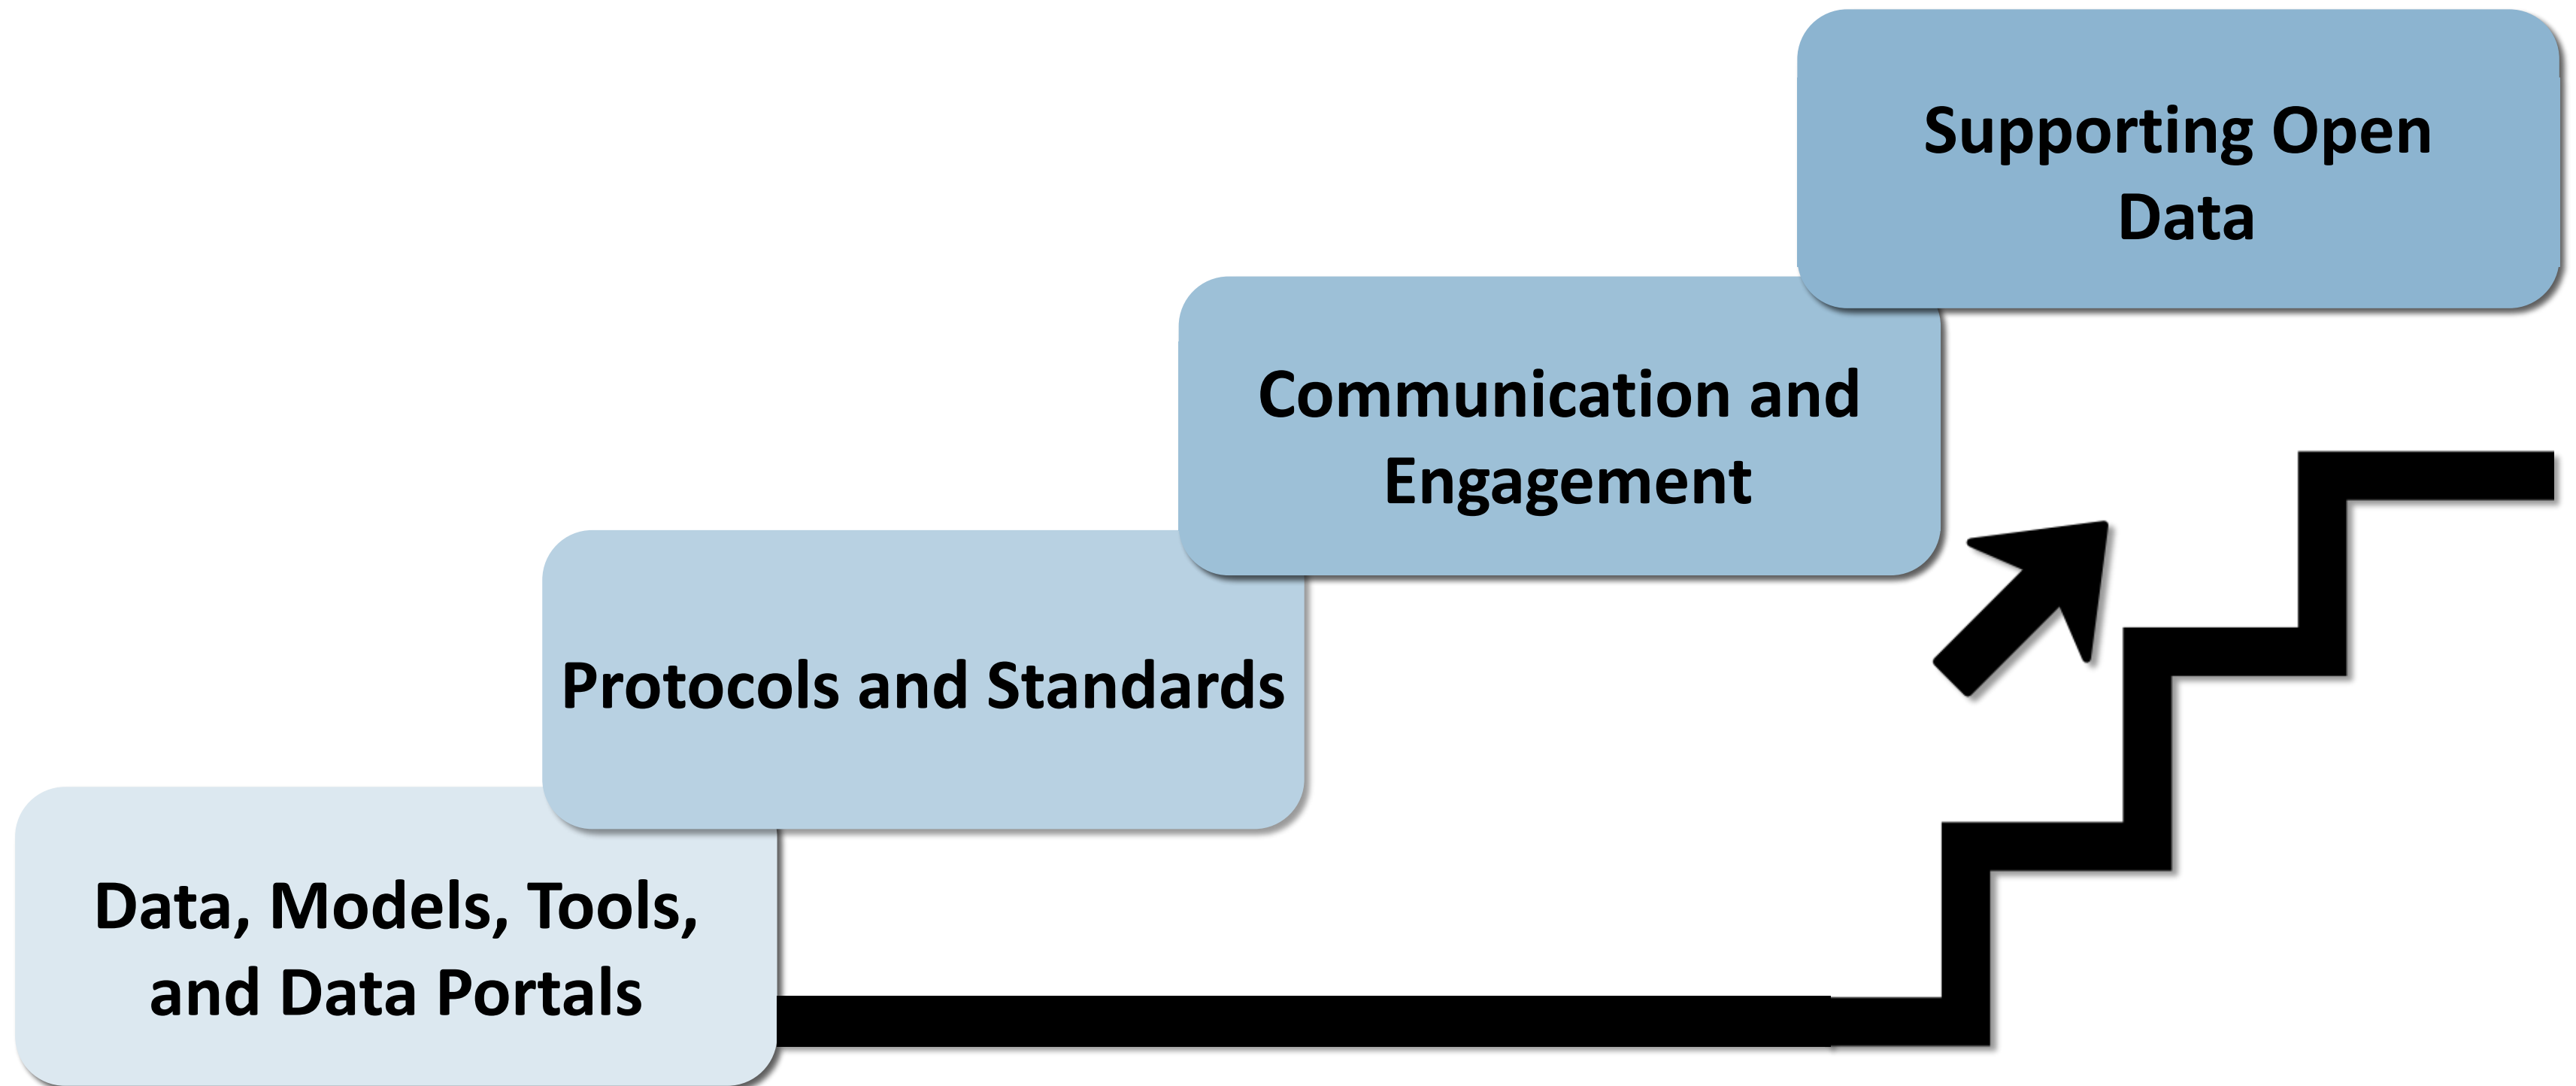 Supporting Open
Data
Communication and
Engagement
Protocols and Standards
Data, Models, Tools,
and Data Portals